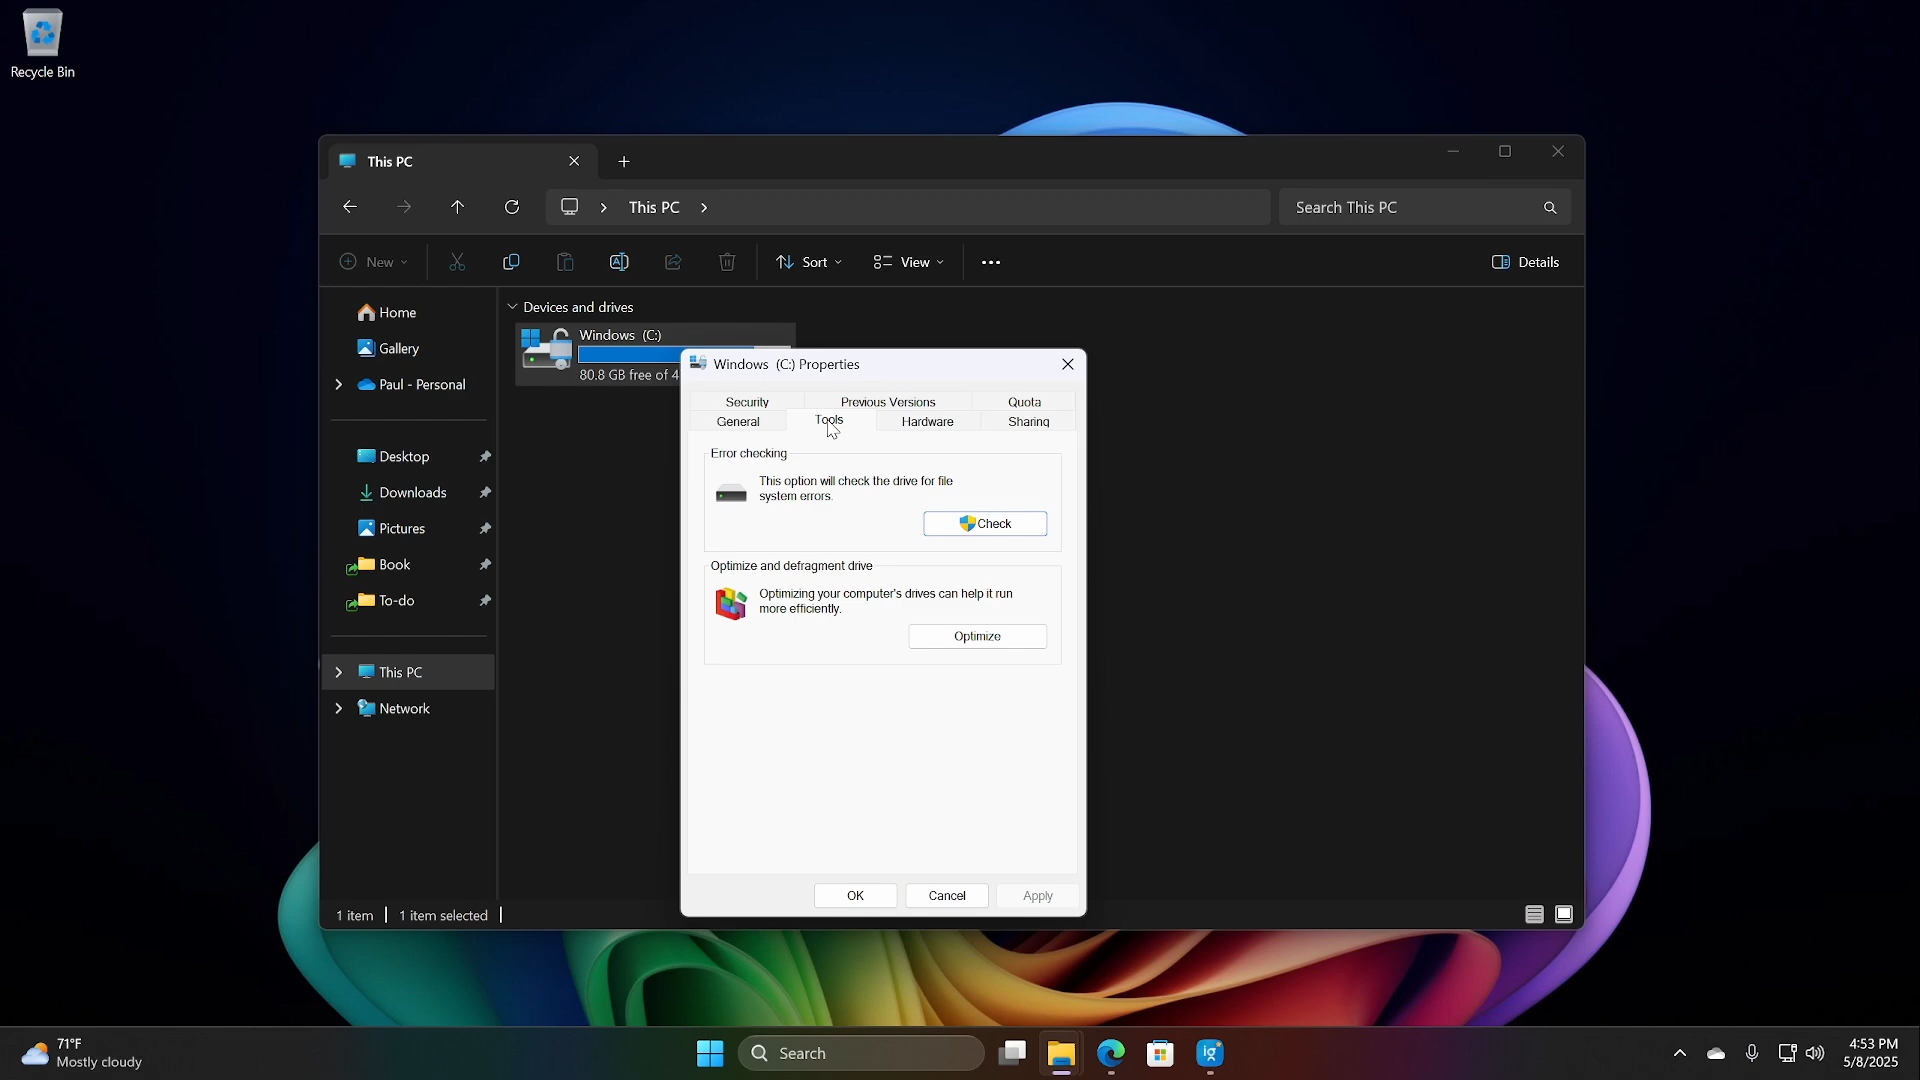 Recycle Bin
This PC
This PC
Search This PC
New
Sort
View
Details
Home
Gallery
Paul - Personal
Desktop
Downloads
Pictures
Book
To-do
This PC
Network
Devices and drives
Windows (C:)
80.8 GB free of 4
Windows (C:) Properties
Security
Previous Versions
Quota
General
Tools
Hardware
Sharing
Error checking
This option will check the drive for file
system errors.
Check
Optimize and defragment drive
Optimizing your computer's drives can help it run
more efficiently.
Optimize
OK
Cancel
Apply
1 item
1 item selected
71°F
Mostly cloudy
Search
ig
4:53 PM
5/8/2025